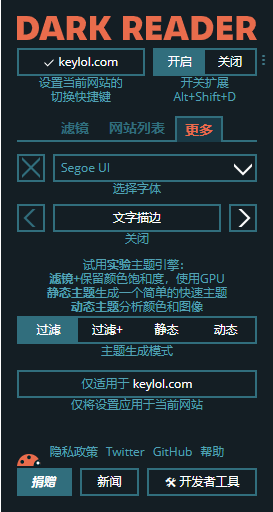 DARK READER
✓ keylol.com 开启 关闭
设置当前网站的 开关扩展
切换快捷键 Alt+Shift+D
滤镜 网站列表 更多
Segoe UI
选择字体
文字描边
关闭
试用实验主题引擎：
滤镜+保留颜色饱和度，使用GPU
静态主题生成一个简单的快速主题
动态主题分析颜色和图像
过滤 过滤+ 静态 动态
主题生成模式
仅适用于 keylol.com
仅将设置应用于当前网站
隐私政策 Twitter GitHub 帮助
捐赠 新闻 🛠 开发者工具